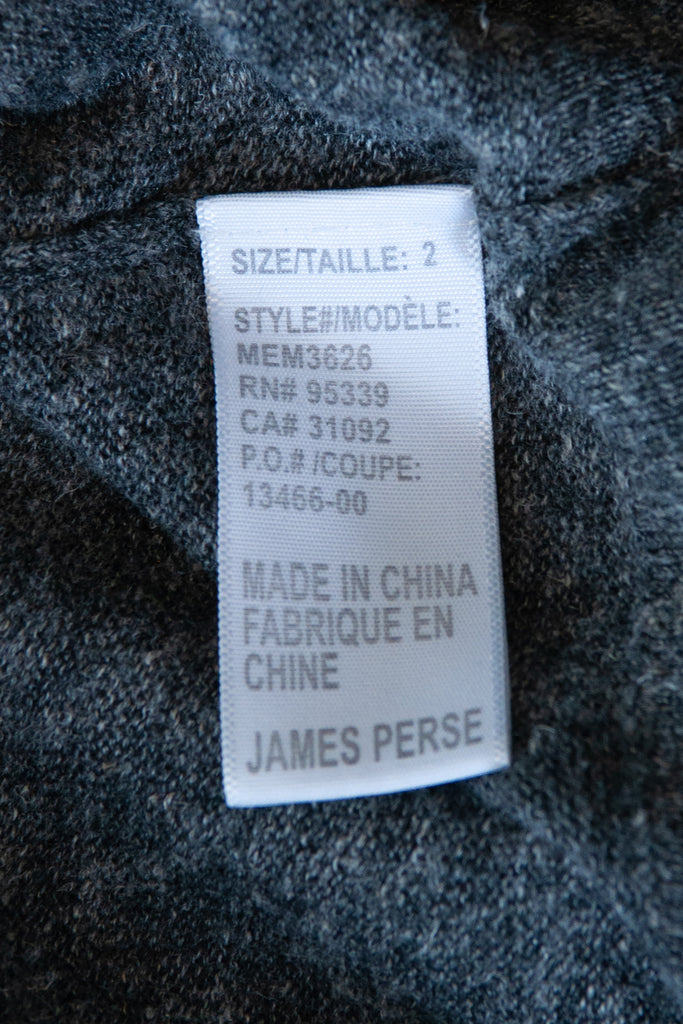 SIZE/TAILLE: 2
STYLE#/MODÈLE:
MEM3626
RN# 95339
CA# 31092
P.O.# /COUPE:
13466-00
MADE IN CHINA
FABRIQUE EN
CHINE
JAMES PERSE